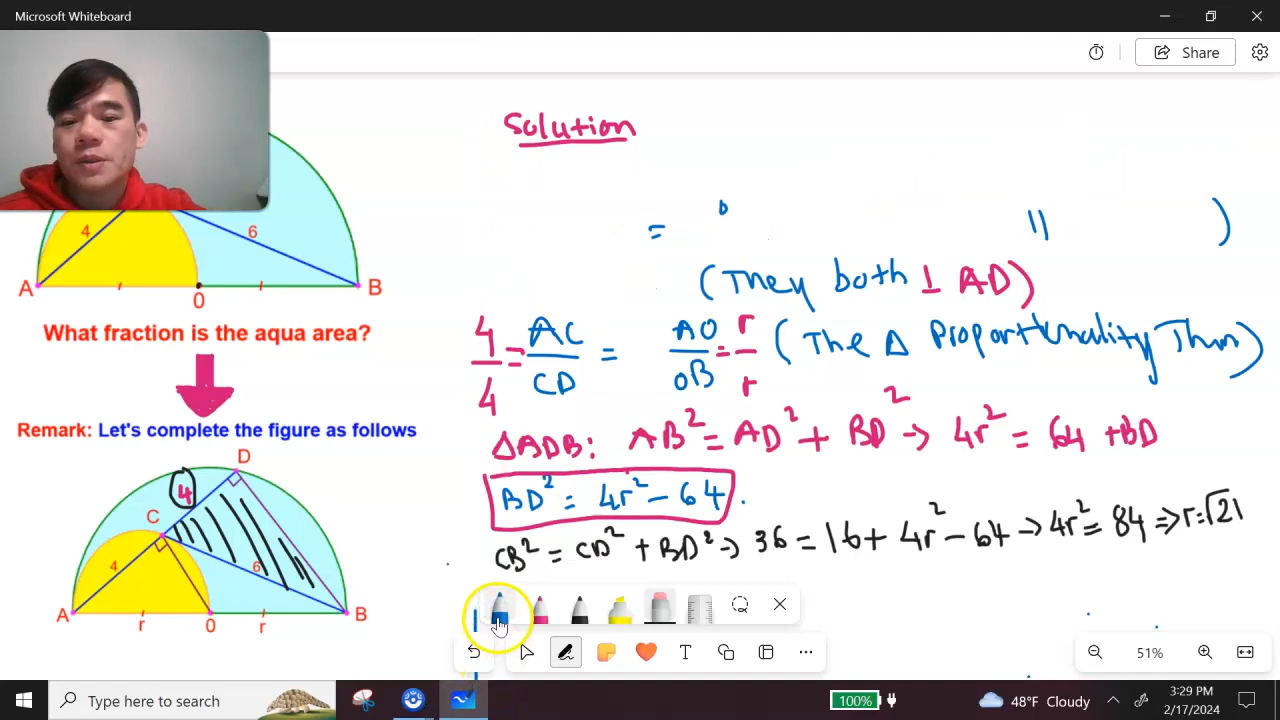 Microsoft Whiteboard
Share
Solution
= ° || )
(They both ⊥ AD)
4/4 = AC/CD = AO/OB = r/r (The Δ Proportionality Thm)
ΔADB: AB² = AD² + BD² → 4r² = 64 + BD
BD² = 4r² - 64.
CB² = CD² + BD² → 36 = 16 + 4r² - 64 → 4r² = 84 => r = √21
4
6
A
0
B
What fraction is the aqua area?
Remark: Let's complete the figure as follows
D
4
C
4
6
A
r
0
r
B
T
51%
Type here to search
100%
48°F Cloudy
3:29 PM
2/17/2024